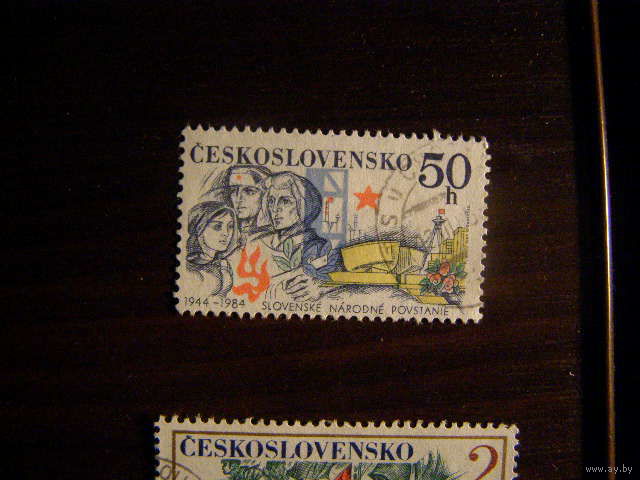 ČESKOSLOVENSKO 50
h
1944-1984 SLOVENSKÉ NÁRODNÉ POVSTANIE
ČESKOSLOVENSKO 2
www.ay.by